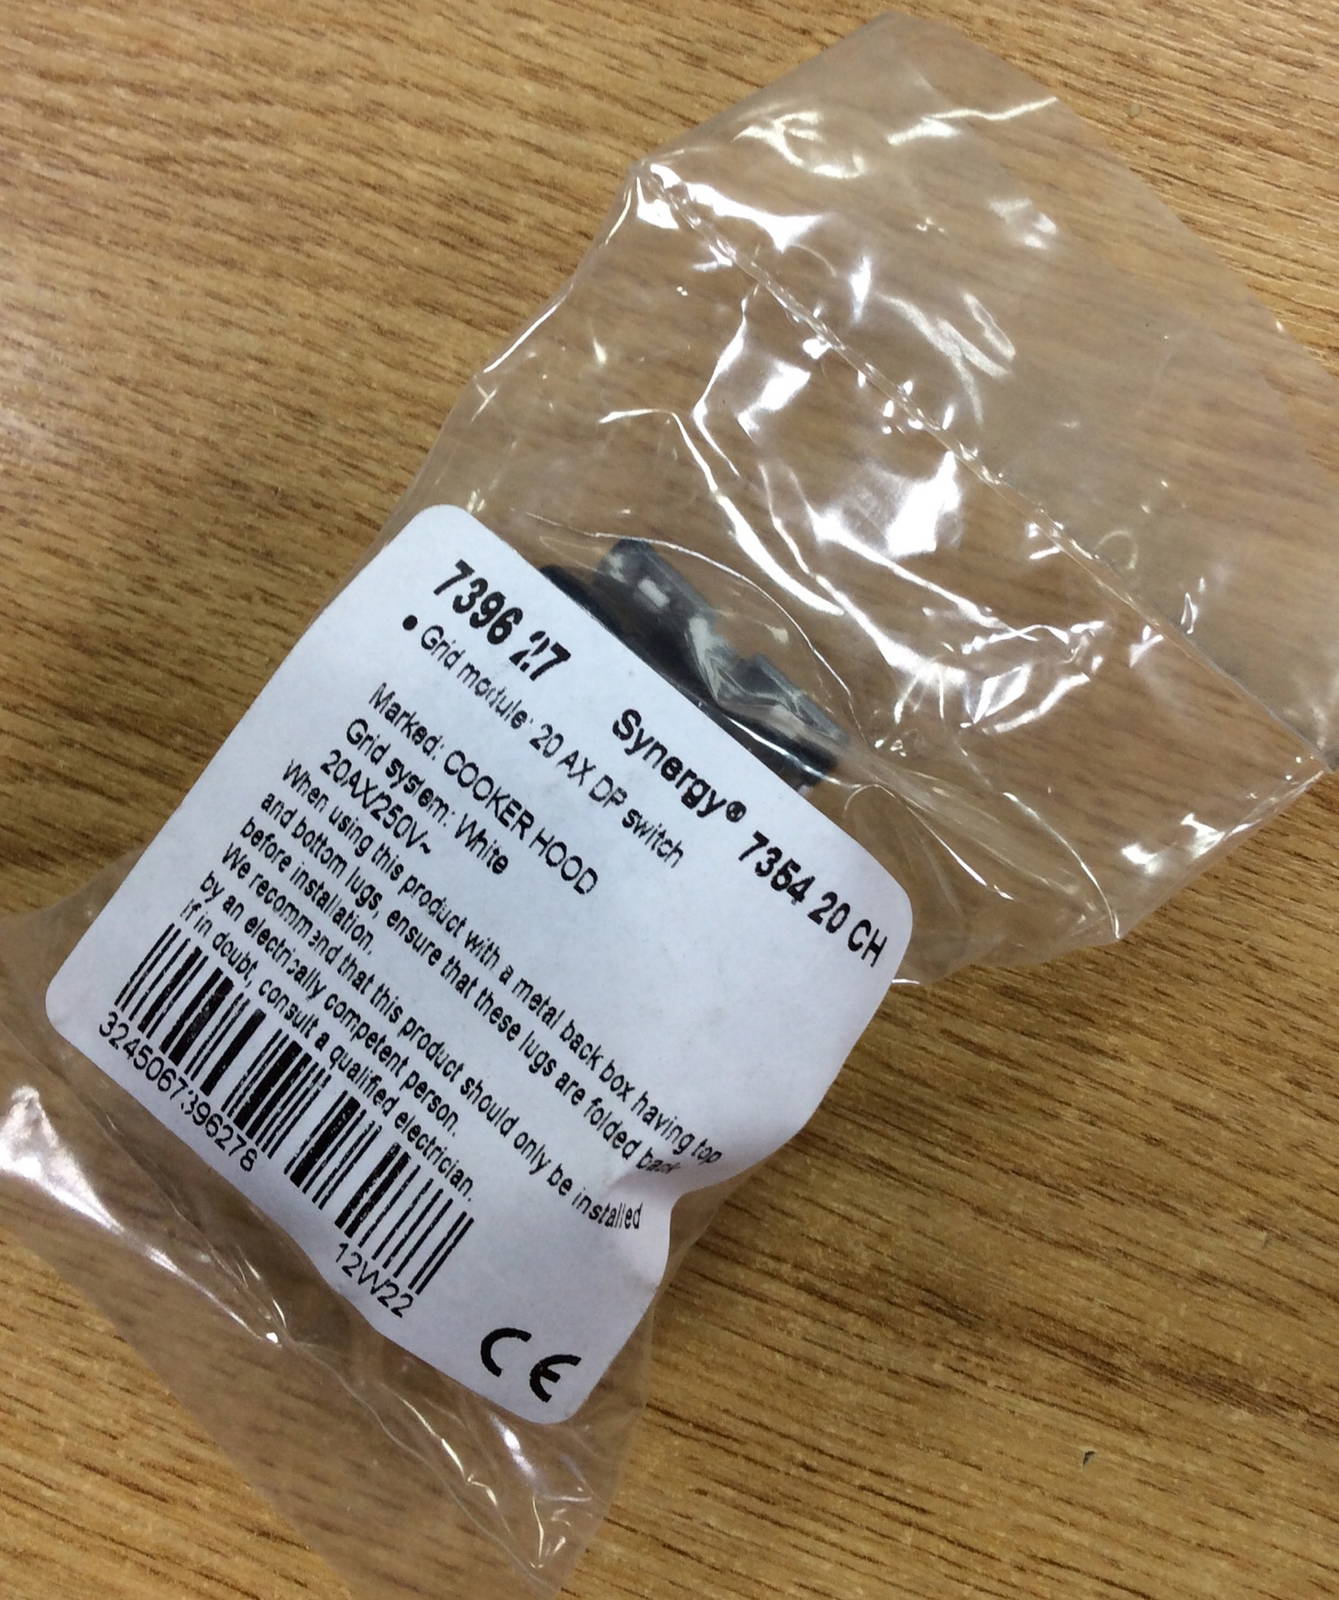 7396 27
Synergy® 7354 20 CH
• Grid module: 20 AX DP switch
Marked: COOKER HOOD
Grid system: White
20AX/250V~
When using this product with a metal back box having top
and bottom lugs, ensure that these lugs are folded back
before installation.
We recommend that this product should only be installed
by an electrically competent person.
If in doubt, consult a qualified electrician.
3245067396278
12W22
CE